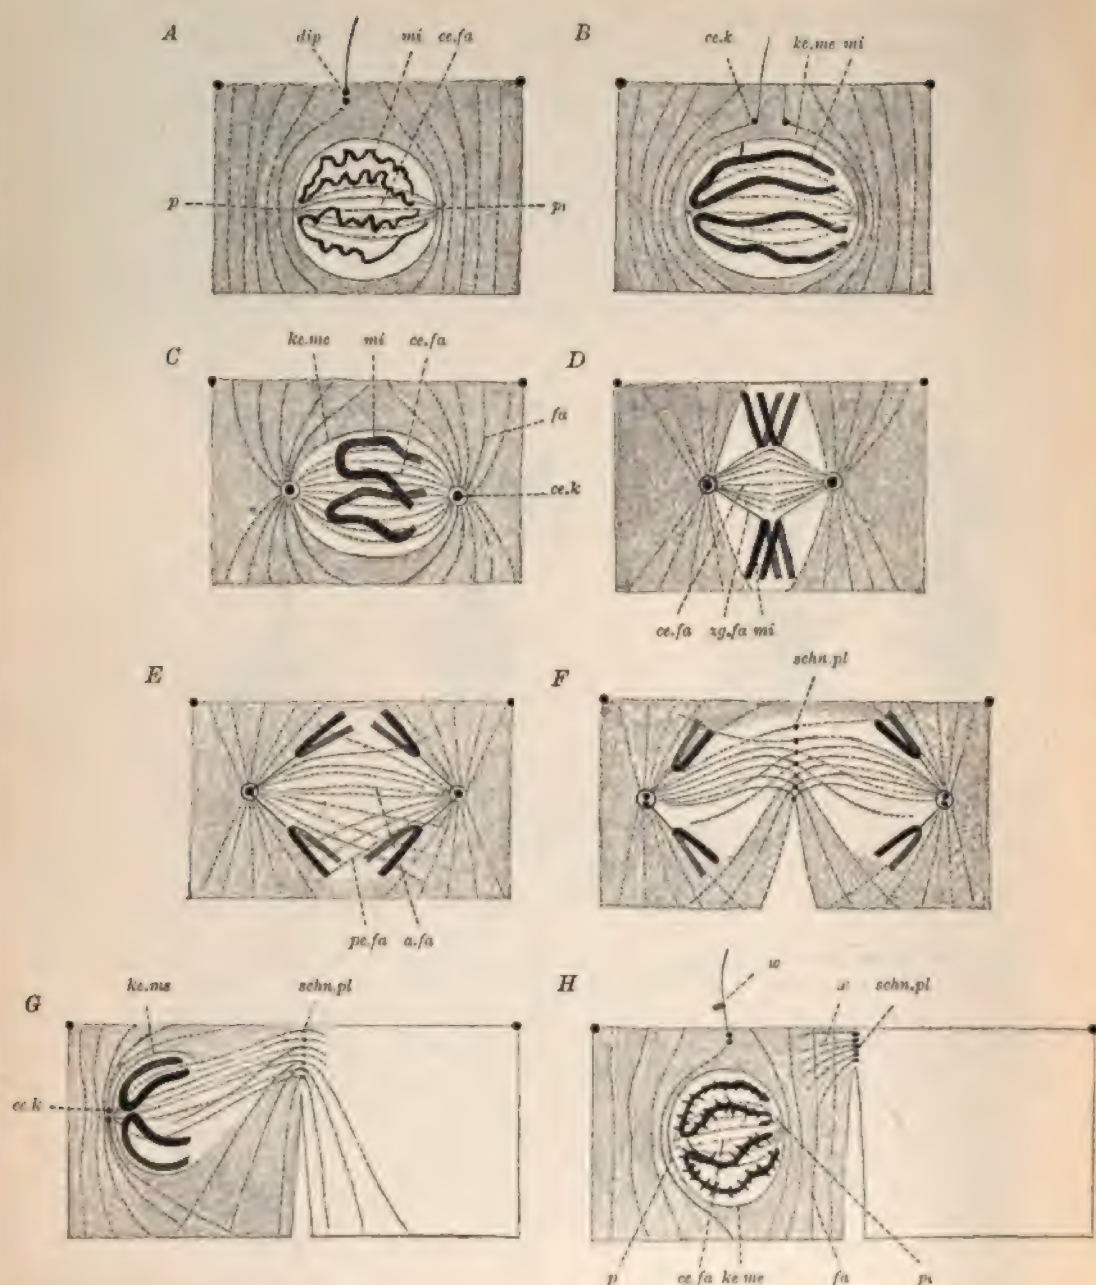 A dip mi ce.fa
B ce.k ke.me mi
p p1
C ke.me mi ce.fa
D
fa
ce.k
ce.fa zg.fa mi
schn.pl
E F
pe.fa a.fa
w
G ke.ms schn.pl
H schn.pl
ce.k
p ce.fa ke me fa p1